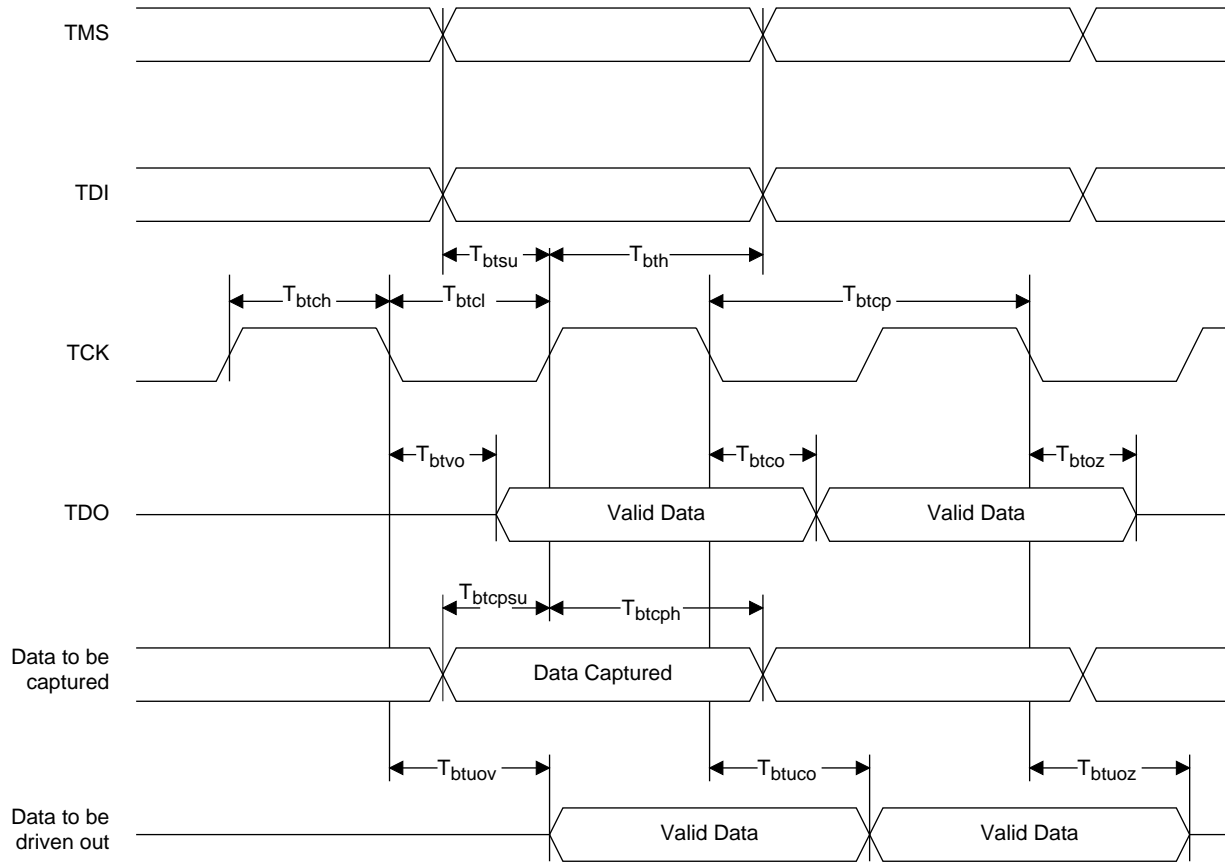 TMS
TDI
Tbtsu
Tbth
Tbtch
Tbtcl
Tbtcp
TCK
Tbtvo
Tbtco
Tbtoz
TDO
Valid Data
Valid Data
Tbtcpsu
Tbtcph
Data to be
captured
Data Captured
Tbtuov
Tbtuco
Tbtuoz
Data to be
driven out
Valid Data
Valid Data